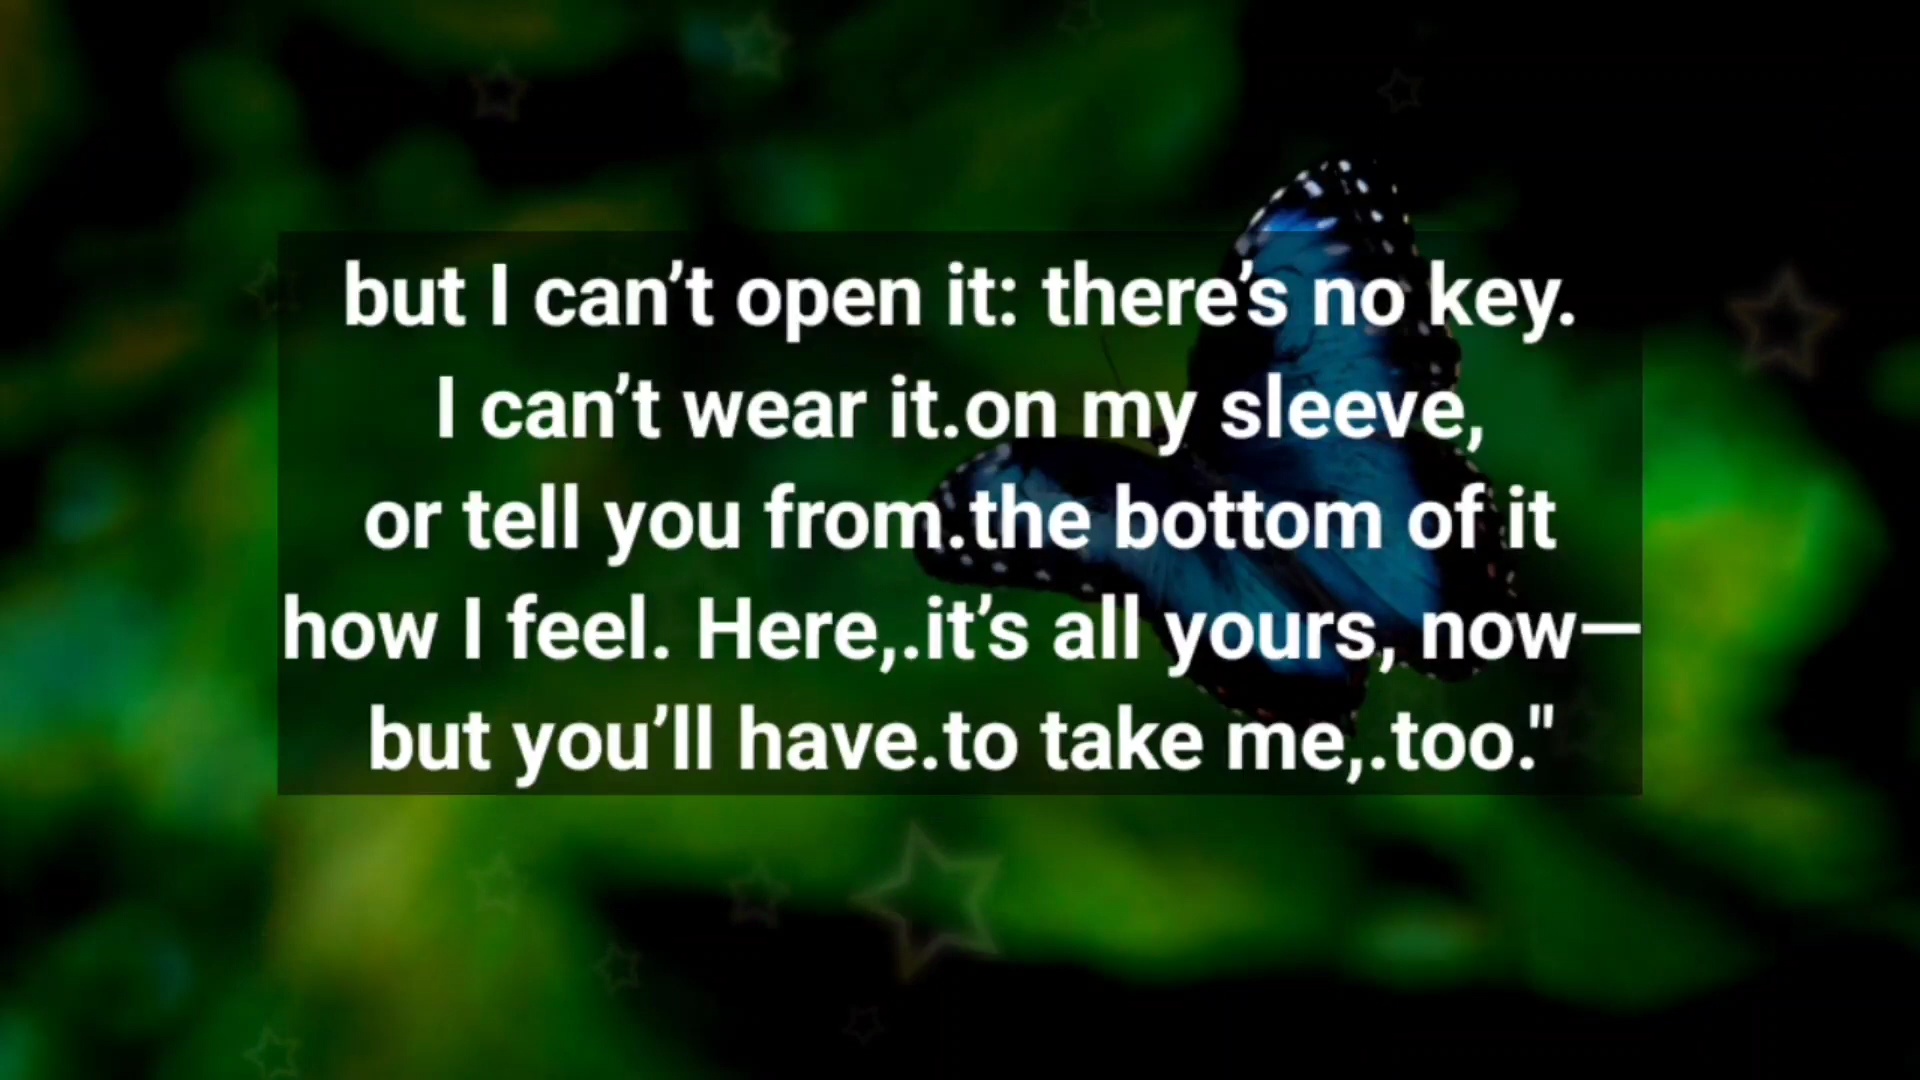 but I can’t open it: there’s no key.
I can’t wear it.on my sleeve,
or tell you from.the bottom of it
how I feel. Here,.it’s all yours, now—
but you’ll have.to take me,.too."